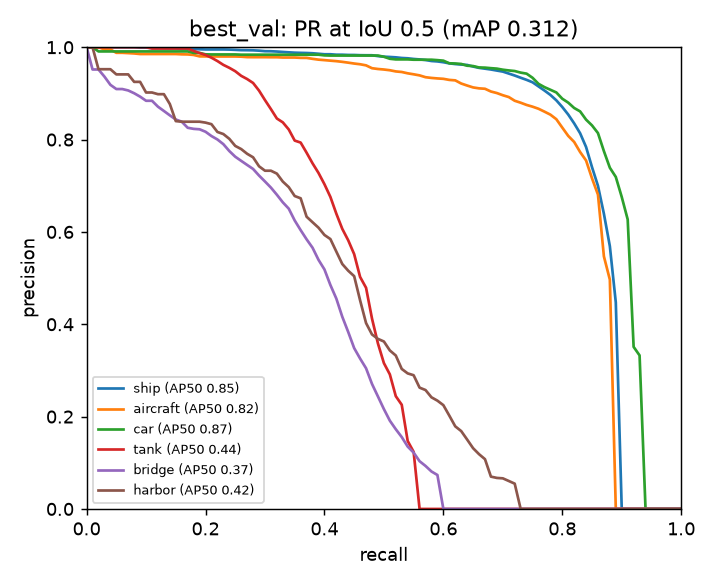 best_val: PR at IoU 0.5 (mAP 0.312)
precision
1.0
0.8
0.6
0.4
0.2
0.0
ship (AP50 0.85)
aircraft (AP50 0.82)
car (AP50 0.87)
tank (AP50 0.44)
bridge (AP50 0.37)
harbor (AP50 0.42)
0.0 0.2 0.4 0.6 0.8 1.0
recall